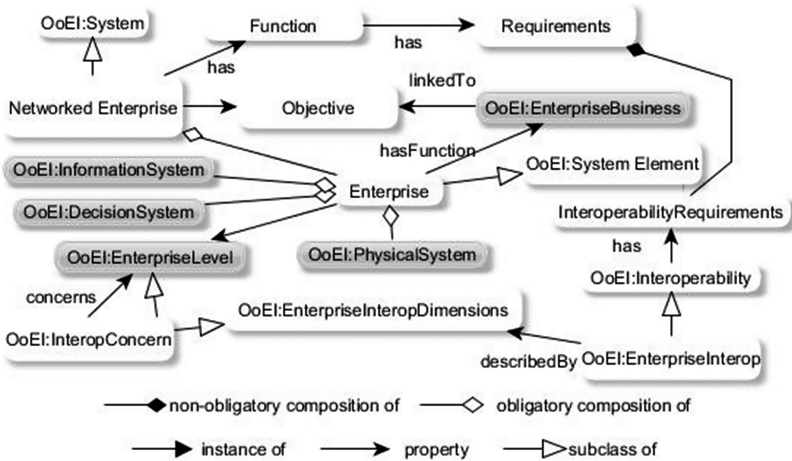 OoEI:System
Function
has
Requirements
has
Networked Enterprise
Objective
linkedTo
OoEI:EnterpriseBusiness
hasFunction
OoEI:System Element
OoEI:InformationSystem
Enterprise
OoEI:DecisionSystem
InteroperabilityRequirements
OoEI:EnterpriseLevel
OoEI:PhysicalSystem
has
OoEI:Interoperability
concerns
OoEI:EnterpriseInteropDimensions
OoEI:InteropConcern
describedBy
OoEI:EnterpriseInterop
non-obligatory composition of
obligatory composition of
instance of
property
subclass of